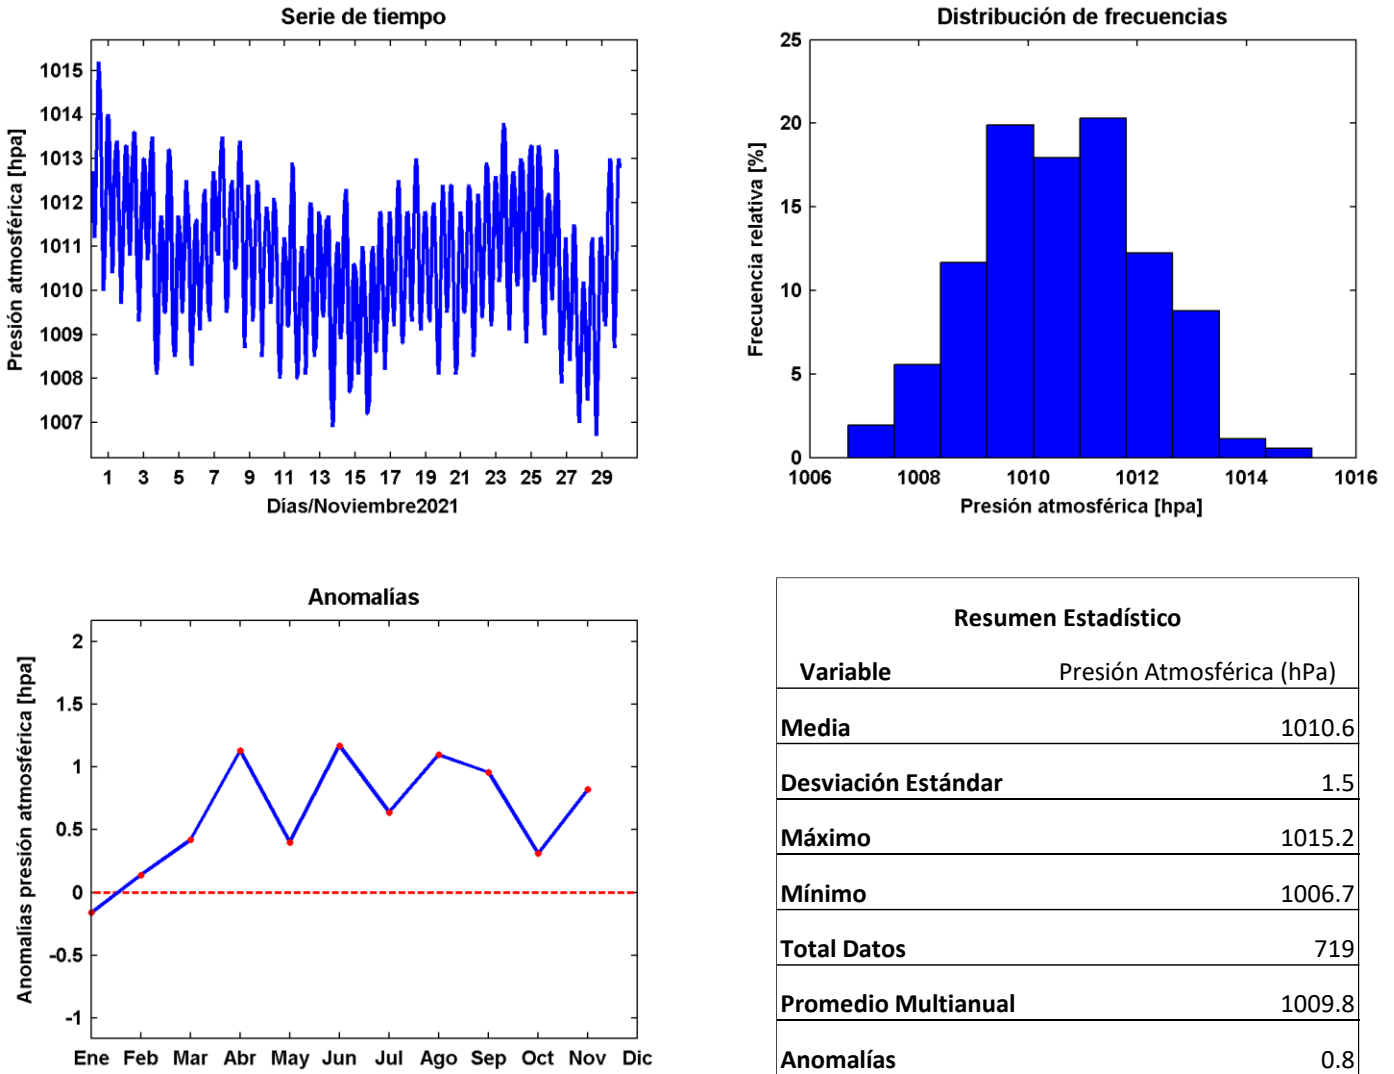 Serie de tiempo
Presión atmosférica [hpa]
1015
1014
1013
1012
1011
1010
1009
1008
1007
1 3 5 7 9 11 13 15 17 19 21 23 25 27 29
Días/Noviembre2021
Distribución de frecuencias
Frecuencia relativa [%]
25
20
15
10
5
0
1006 1008 1010 1012 1014 1016
Presión atmosférica [hpa]
Anomalías
Anomalías presión atmosférica [hpa]
2
1.5
1
0.5
0
-0.5
-1
Ene Feb Mar Abr May Jun Jul Ago Sep Oct Nov Dic
Resumen Estadístico
Variable Presión Atmosférica (hPa)
Media 1010.6
Desviación Estándar 1.5
Máximo 1015.2
Mínimo 1006.7
Total Datos 719
Promedio Multianual 1009.8
Anomalías 0.8